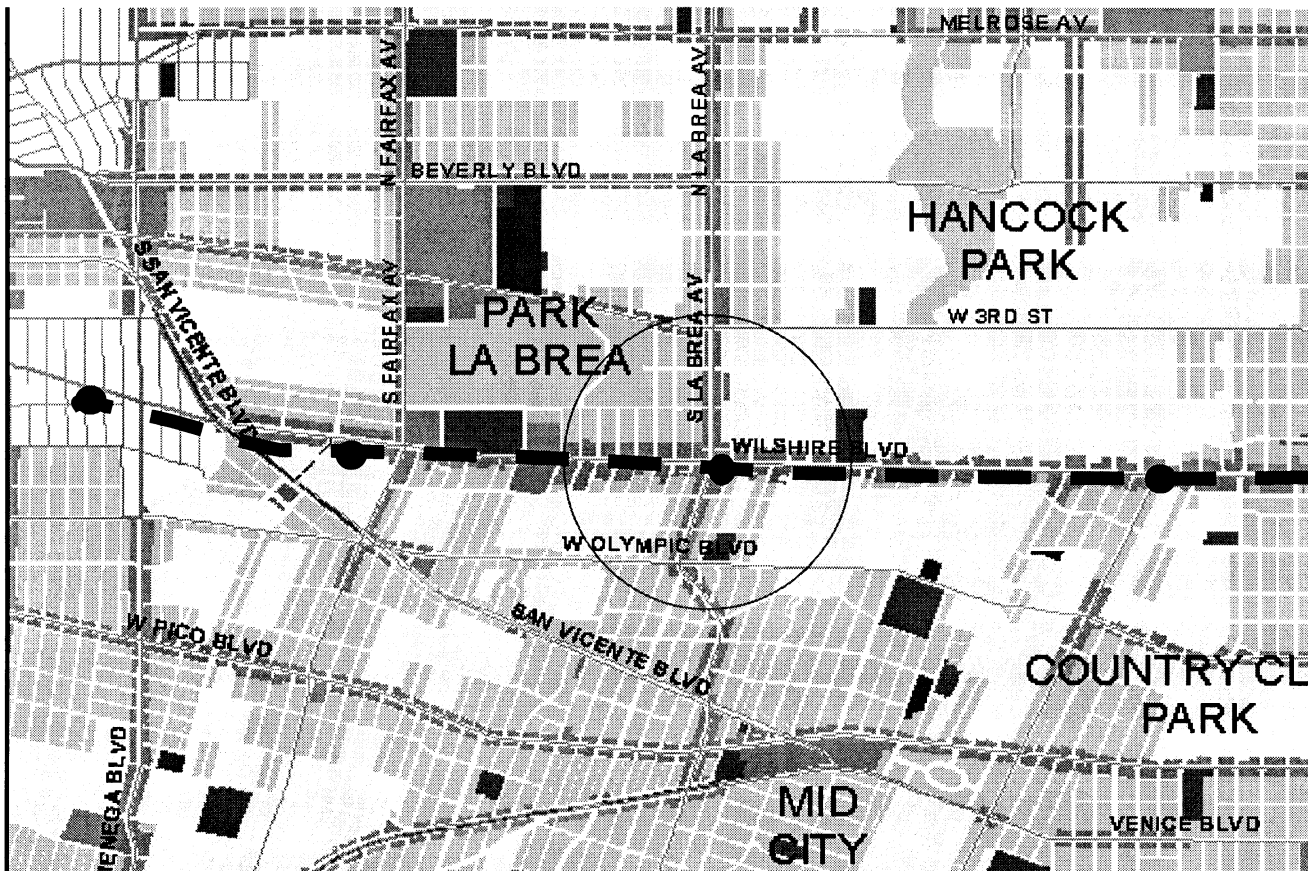 MELROSE AV
N FAIRFAX AV
N LA BREA AV
BEVERLY BLVD
HANCOCK
PARK
S SAN VICENTE BLVD
S FAIRFAX AV
PARK
LA BREA
S LA BREA AV
W 3RD ST
WILSHIRE BLVD
W OLYMPIC BLVD
SAN VICENTE BLVD
W PICO BLVD
COUNTRY CL
PARK
ENEGA BLVD
MID
CITY
VENICE BLVD